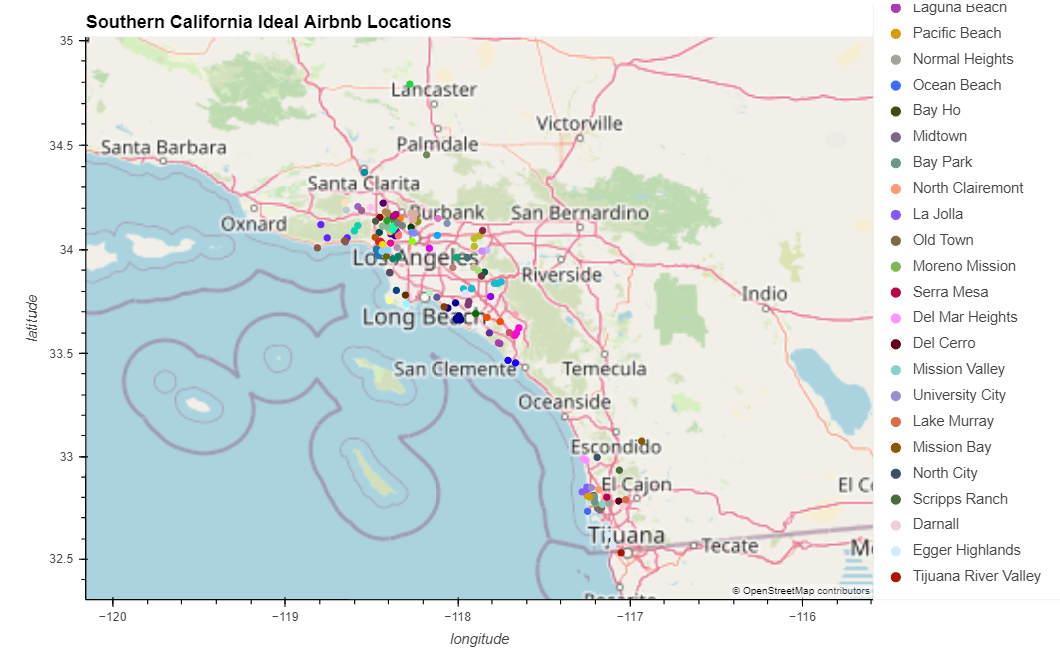 Southern California Ideal Airbnb Locations
35
34.5
34
33.5
33
32.5
latitude
−120
−119
−118
−117
−116
longitude
Lancaster
Victorville
Palmdale
Santa Barbara
Santa Clarita
Burbank
San Bernardino
Oxnard
Los Angeles
Riverside
Indio
Long Beach
San Clemente
Temecula
Oceanside
Escondido
El Cajon
El Ce
Tijuana
Tecate
Me
© OpenStreetMap contributors
Laguna Beach
Pacific Beach
Normal Heights
Ocean Beach
Bay Ho
Midtown
Bay Park
North Clairemont
La Jolla
Old Town
Moreno Mission
Serra Mesa
Del Mar Heights
Del Cerro
Mission Valley
University City
Lake Murray
Mission Bay
North City
Scripps Ranch
Darnall
Egger Highlands
Tijuana River Valley